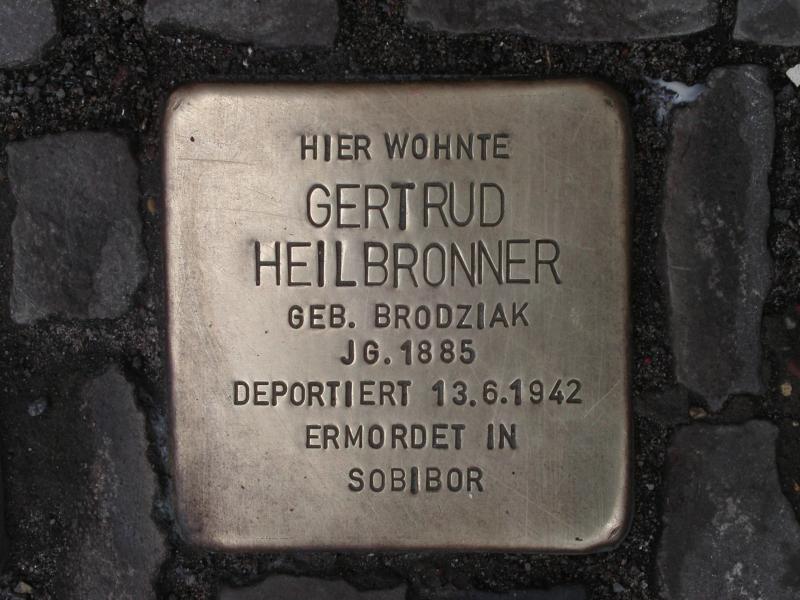 HIER WOHNTE
GERTRUD
HEILBRONNER
GEB. BRODZIAK
JG. 1885
DEPORTIERT 13.6.1942
ERMORDET IN
SOBIBOR